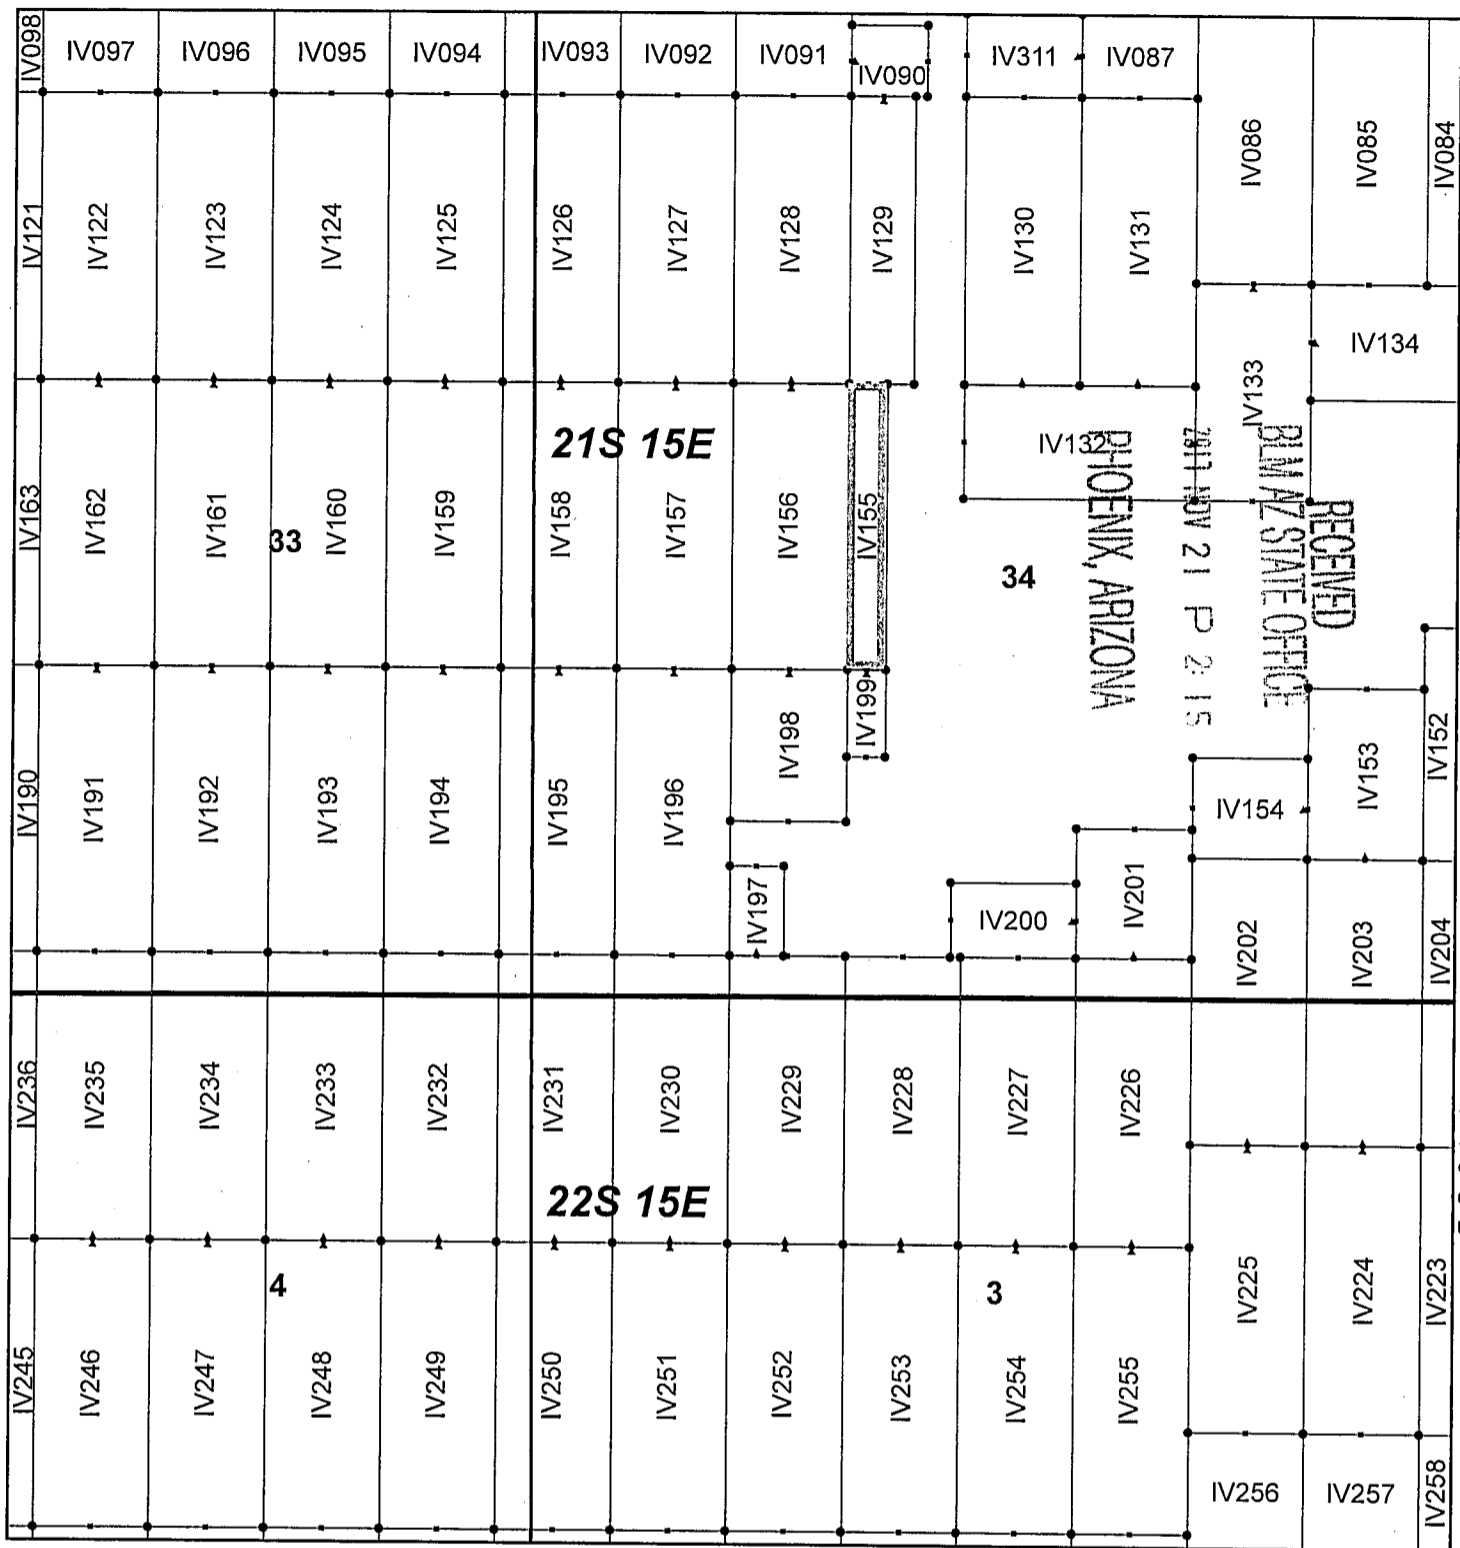 IV098 IV097 IV096 IV095 IV094 IV093 IV092 IV091 IV090 IV311 IV087
IV086 IV085 IV084
IV121 IV122 IV123 IV124 IV125 IV126 IV127 IV128 IV129 IV130 IV131
IV133 IV134
21S 15E
IV132
IV163 IV162 IV161 33 IV160 IV159 IV158 IV157 IV156 IV155
34
RECEIVED
BLM AZ STATE OFFICE
2017 NOV 21 P 2:15
PHOENIX, ARIZONA
IV190 IV191 IV192 IV193 IV194 IV195 IV196 IV198 IV199 IV154 IV153 IV152
IV197 IV200 IV201 IV202 IV203 IV204
IV236 IV235 IV234 IV233 IV232 IV231 IV230 IV229 IV228 IV227 IV226
22S 15E
4
3
IV225 IV224 IV223
IV245 IV246 IV247 IV248 IV249 IV250 IV251 IV252 IV253 IV254 IV255
IV256 IV257 IV258